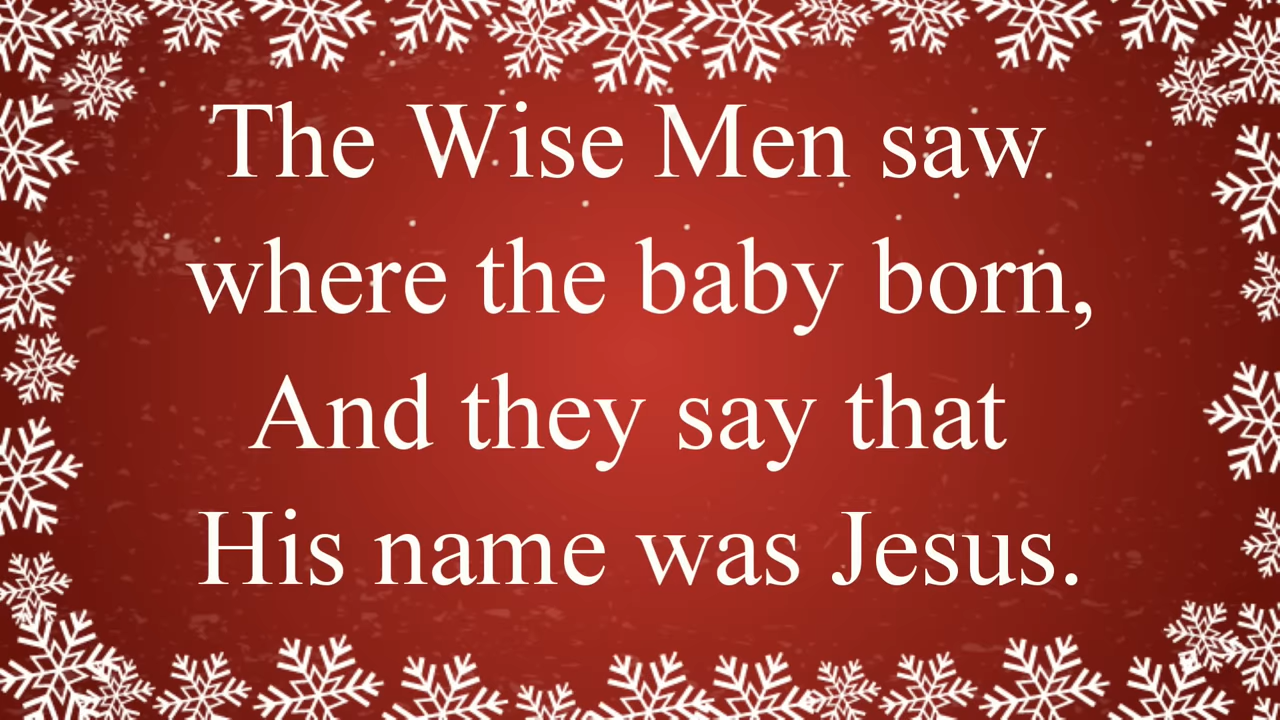 The Wise Men saw
where the baby born,
And they say that
His name was Jesus.